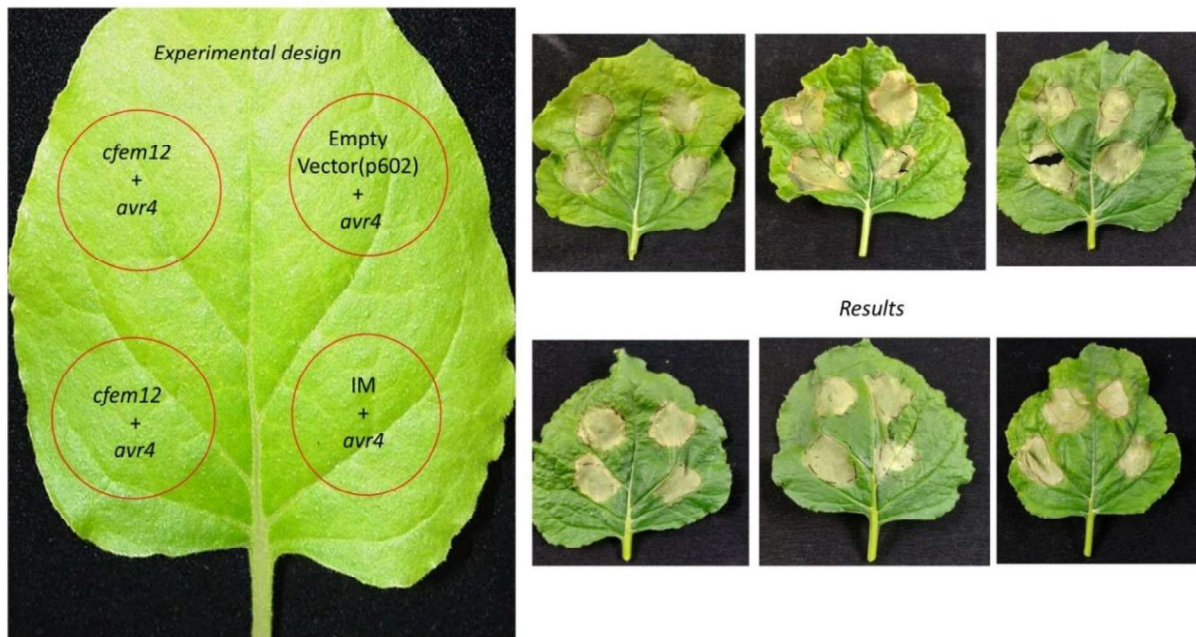 Experimental design
cfem12
+
avr4
Empty
Vector(p602)
+
avr4
cfem12
+
avr4
IM
+
avr4
Results